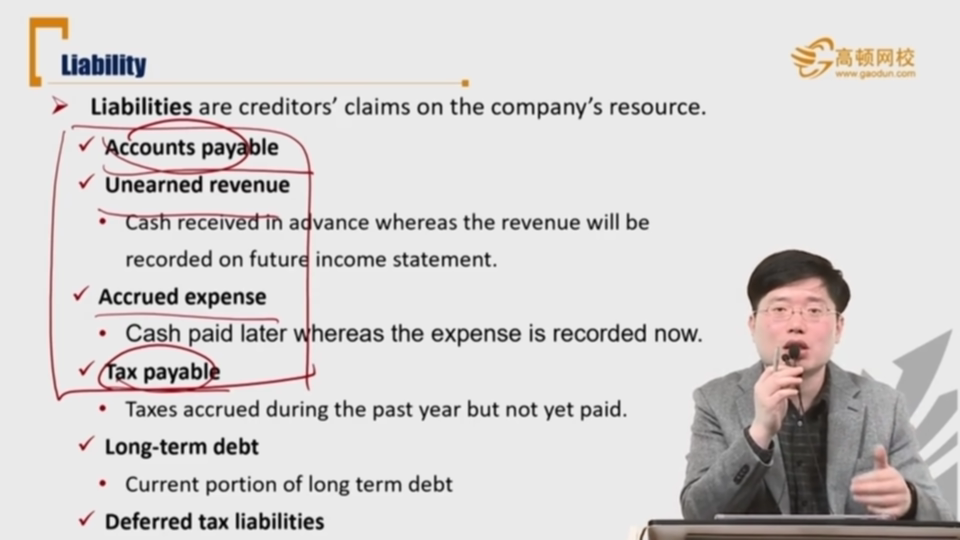 Liability
高顿网校
www.gaodun.com
Liabilities are creditors’ claims on the company’s resource.
Accounts payable
Unearned revenue
Cash received in advance whereas the revenue will be
recorded on future income statement.
Accrued expense
Cash paid later whereas the expense is recorded now.
Tax payable
Taxes accrued during the past year but not yet paid.
Long-term debt
Current portion of long term debt
Deferred tax liabilities